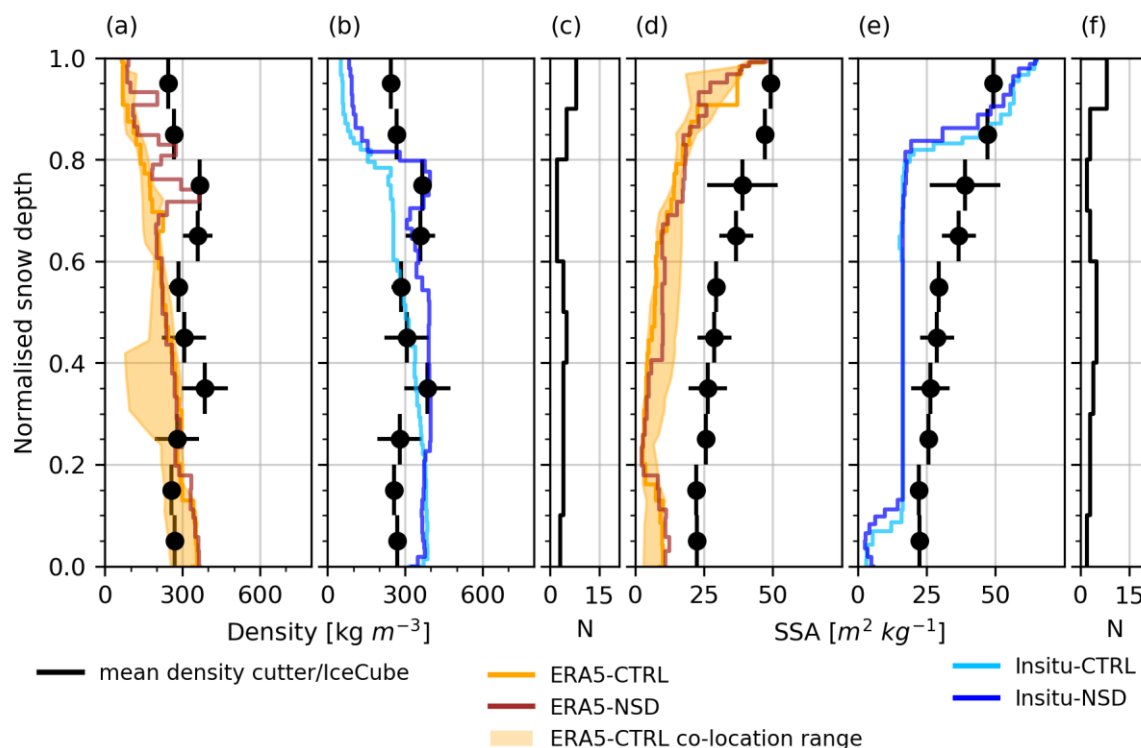 (a) (b) (c) (d) (e) (f)
1.0
0.8
0.6
0.4
0.2
0.0
Normalised snow depth
0 300 600 0 300 600 0 15 0 25 50 0 25 50 0 15
Density [kg m⁻³] N SSA [m² kg⁻¹] N
mean density cutter/IceCube
ERA5-CTRL
ERA5-NSD
ERA5-CTRL co-location range
Insitu-CTRL
Insitu-NSD